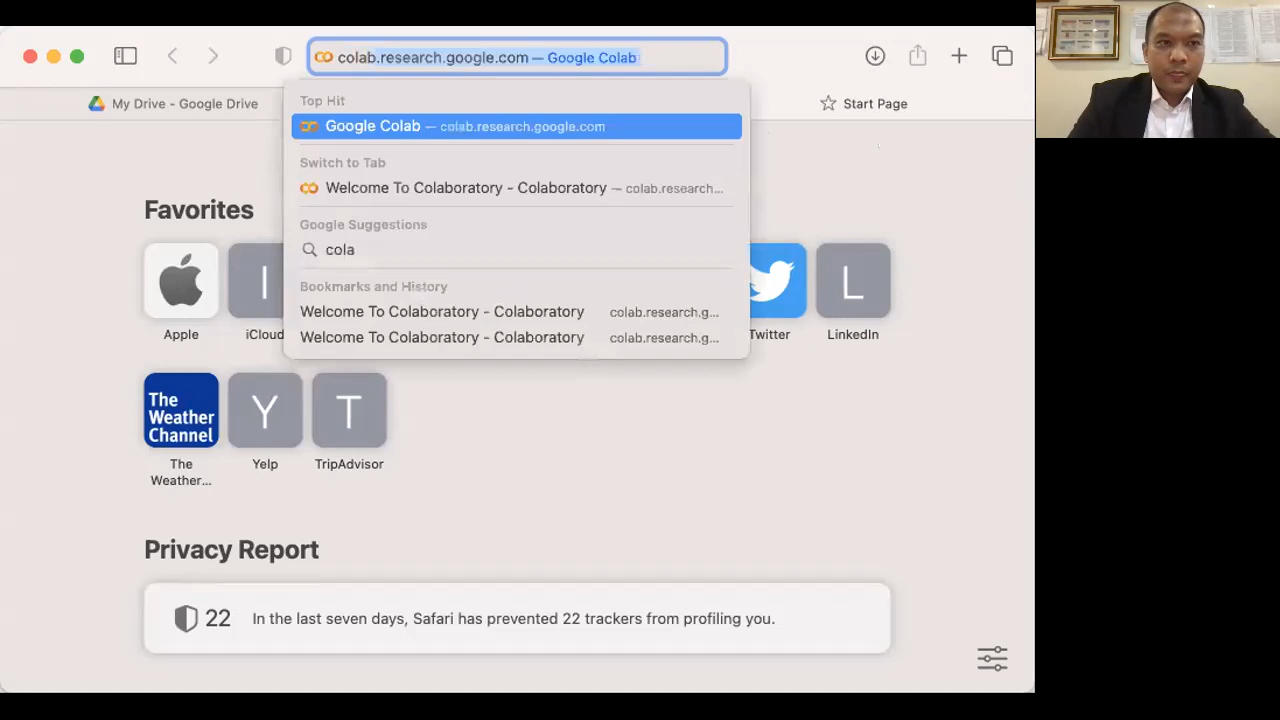 colab.research.google.com — Google Colab
My Drive - Google Drive
Start Page
Top Hit
Google Colab — colab.research.google.com
Switch to Tab
Welcome To Colaboratory - Colaboratory — colab.research...
Google Suggestions
cola
Bookmarks and History
Welcome To Colaboratory - Colaboratory colab.research.g...
Welcome To Colaboratory - Colaboratory colab.research.g...
Favorites
I
L
Apple
iCloud
Twitter
LinkedIn
The
Weather
Channel
Y
T
The
Weather...
Yelp
TripAdvisor
Privacy Report
22
In the last seven days, Safari has prevented 22 trackers from profiling you.